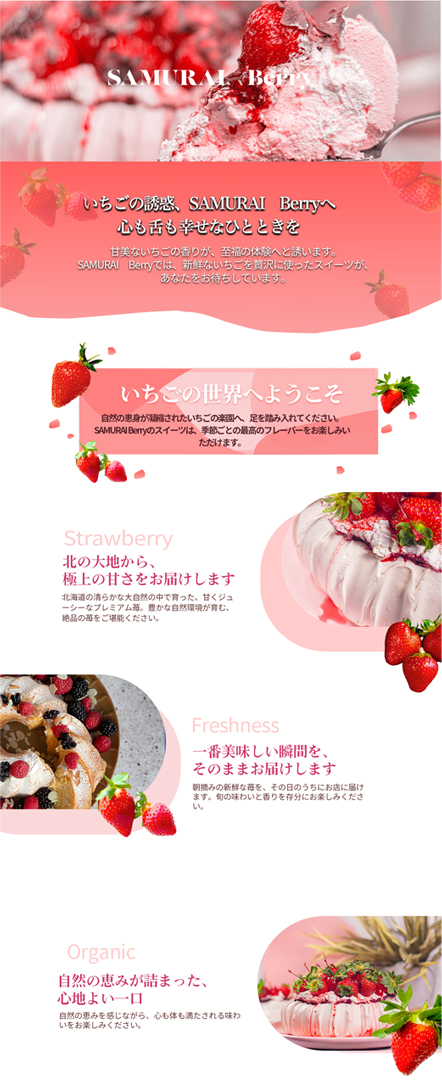 SAMURAI Berry
いちごの誘惑、SAMURAI　Berryへ
心も舌も幸せなひとときを
甘美ないちごの香りが、至福の体験へと誘います。
SAMURAI　Berryでは、新鮮ないちごを贅沢に使ったスイーツが、
あなたをお待ちしています。
いちごの世界へようこそ
自然の恵身が凝縮されたいちごの楽園へ、足を踏み入れてください。
SAMURAI Berryのスイーツは、季節ごとの最高のフレーバーをお楽しみい
ただけます。
Strawberry
北の大地から、
極上の甘さをお届けします
北海道の清らかな大自然の中で育った、甘くジュ
ーシーなプレミアム苺。豊かな自然環境が育む、
絶品の苺をご堪能ください。
Freshness
一番美味しい瞬間を、
そのままお届けします
朝摘みの新鮮な苺を、その日のうちにお店に届け
ます。旬の味わいと香りを存分にお楽しみくださ
い。
Organic
自然の恵みが詰まった、
心地よい一口
自然の恵みを感じながら、心も体も満たされる味わ
いをお楽しみください。